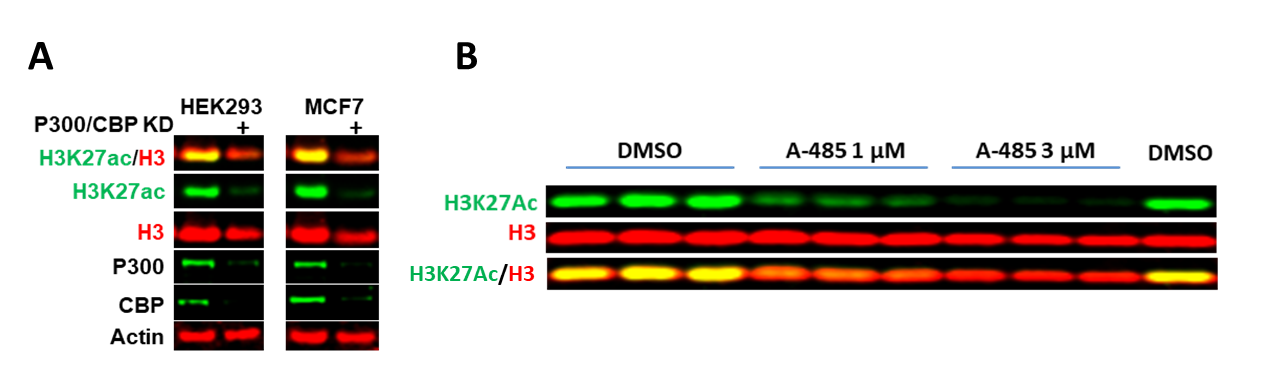 A
HEK293 MCF7
P300/CBP KD + +
H3K27ac/H3
H3K27ac
H3
P300
CBP
Actin
B
DMSO A-485 1 µM A-485 3 µM DMSO
H3K27Ac
H3
H3K27Ac/H3